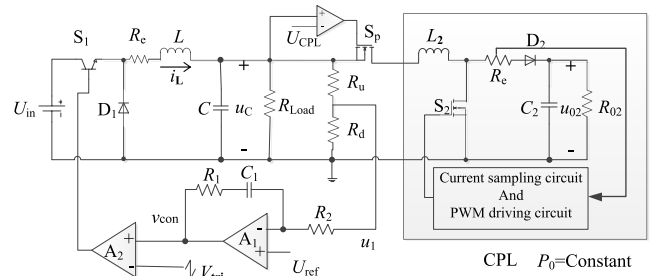 S1
Re
L
iL
UCPL
Sp
L2
Re
D2
Uin
D1
C
+
uC
-
RLoad
Ru
Rd
S2
C2
+
u02
-
R02
R1
C1
Current sampling circuit
And
PWM driving circuit
vcon
A2
+
-
A1
-
+
R2
u1
Uref
CPL P0=Constant